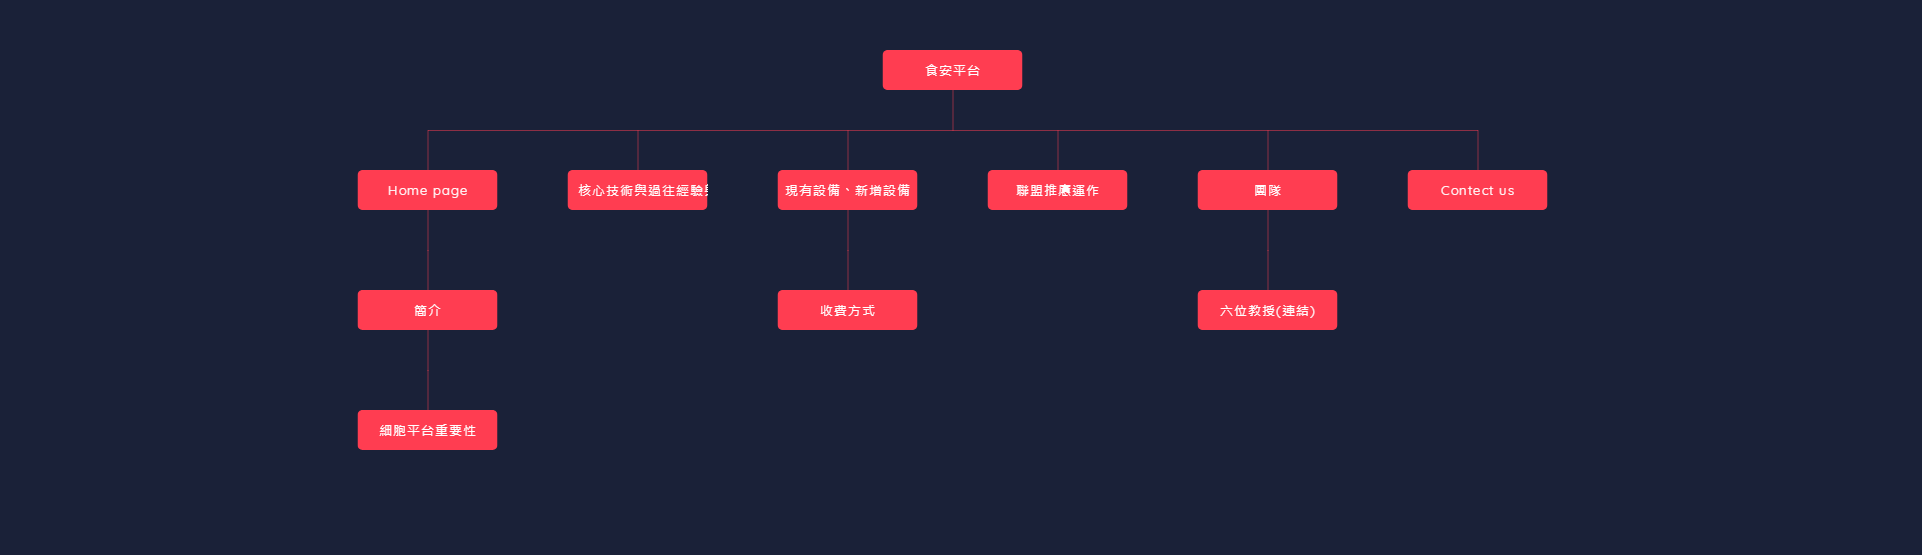 食安平台
Home page
核心技術與過往經驗
現有設備、新增設備
聯盟推廣運作
團隊
Contect us
簡介
收費方式
六位教授(連結)
細胞平台重要性